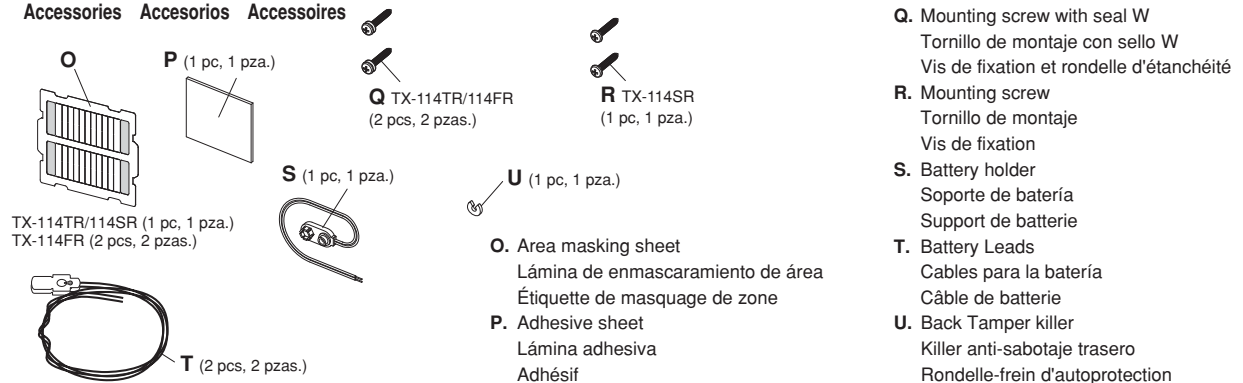 Accessories Accesorios Accessoires
O
P (1 pc, 1 pza.)
Q TX-114TR/114FR
(2 pcs, 2 pzas.)
R TX-114SR
(1 pc, 1 pza.)
TX-114TR/114SR (1 pc, 1 pza.)
TX-114FR (2 pcs, 2 pzas.)
S (1 pc, 1 pza.)
U (1 pc, 1 pza.)
T (2 pcs, 2 pzas.)
O. Area masking sheet
Lámina de enmascaramiento de área
Étiquette de masquage de zone
P. Adhesive sheet
Lámina adhesiva
Adhésif
Q. Mounting screw with seal W
Tornillo de montaje con sello W
Vis de fixation et rondelle d'étanchéité
R. Mounting screw
Tornillo de montaje
Vis de fixation
S. Battery holder
Soporte de batería
Support de batterie
T. Battery Leads
Cables para la batería
Câble de batterie
U. Back Tamper killer
Killer anti-sabotaje trasero
Rondelle-frein d'autoprotection